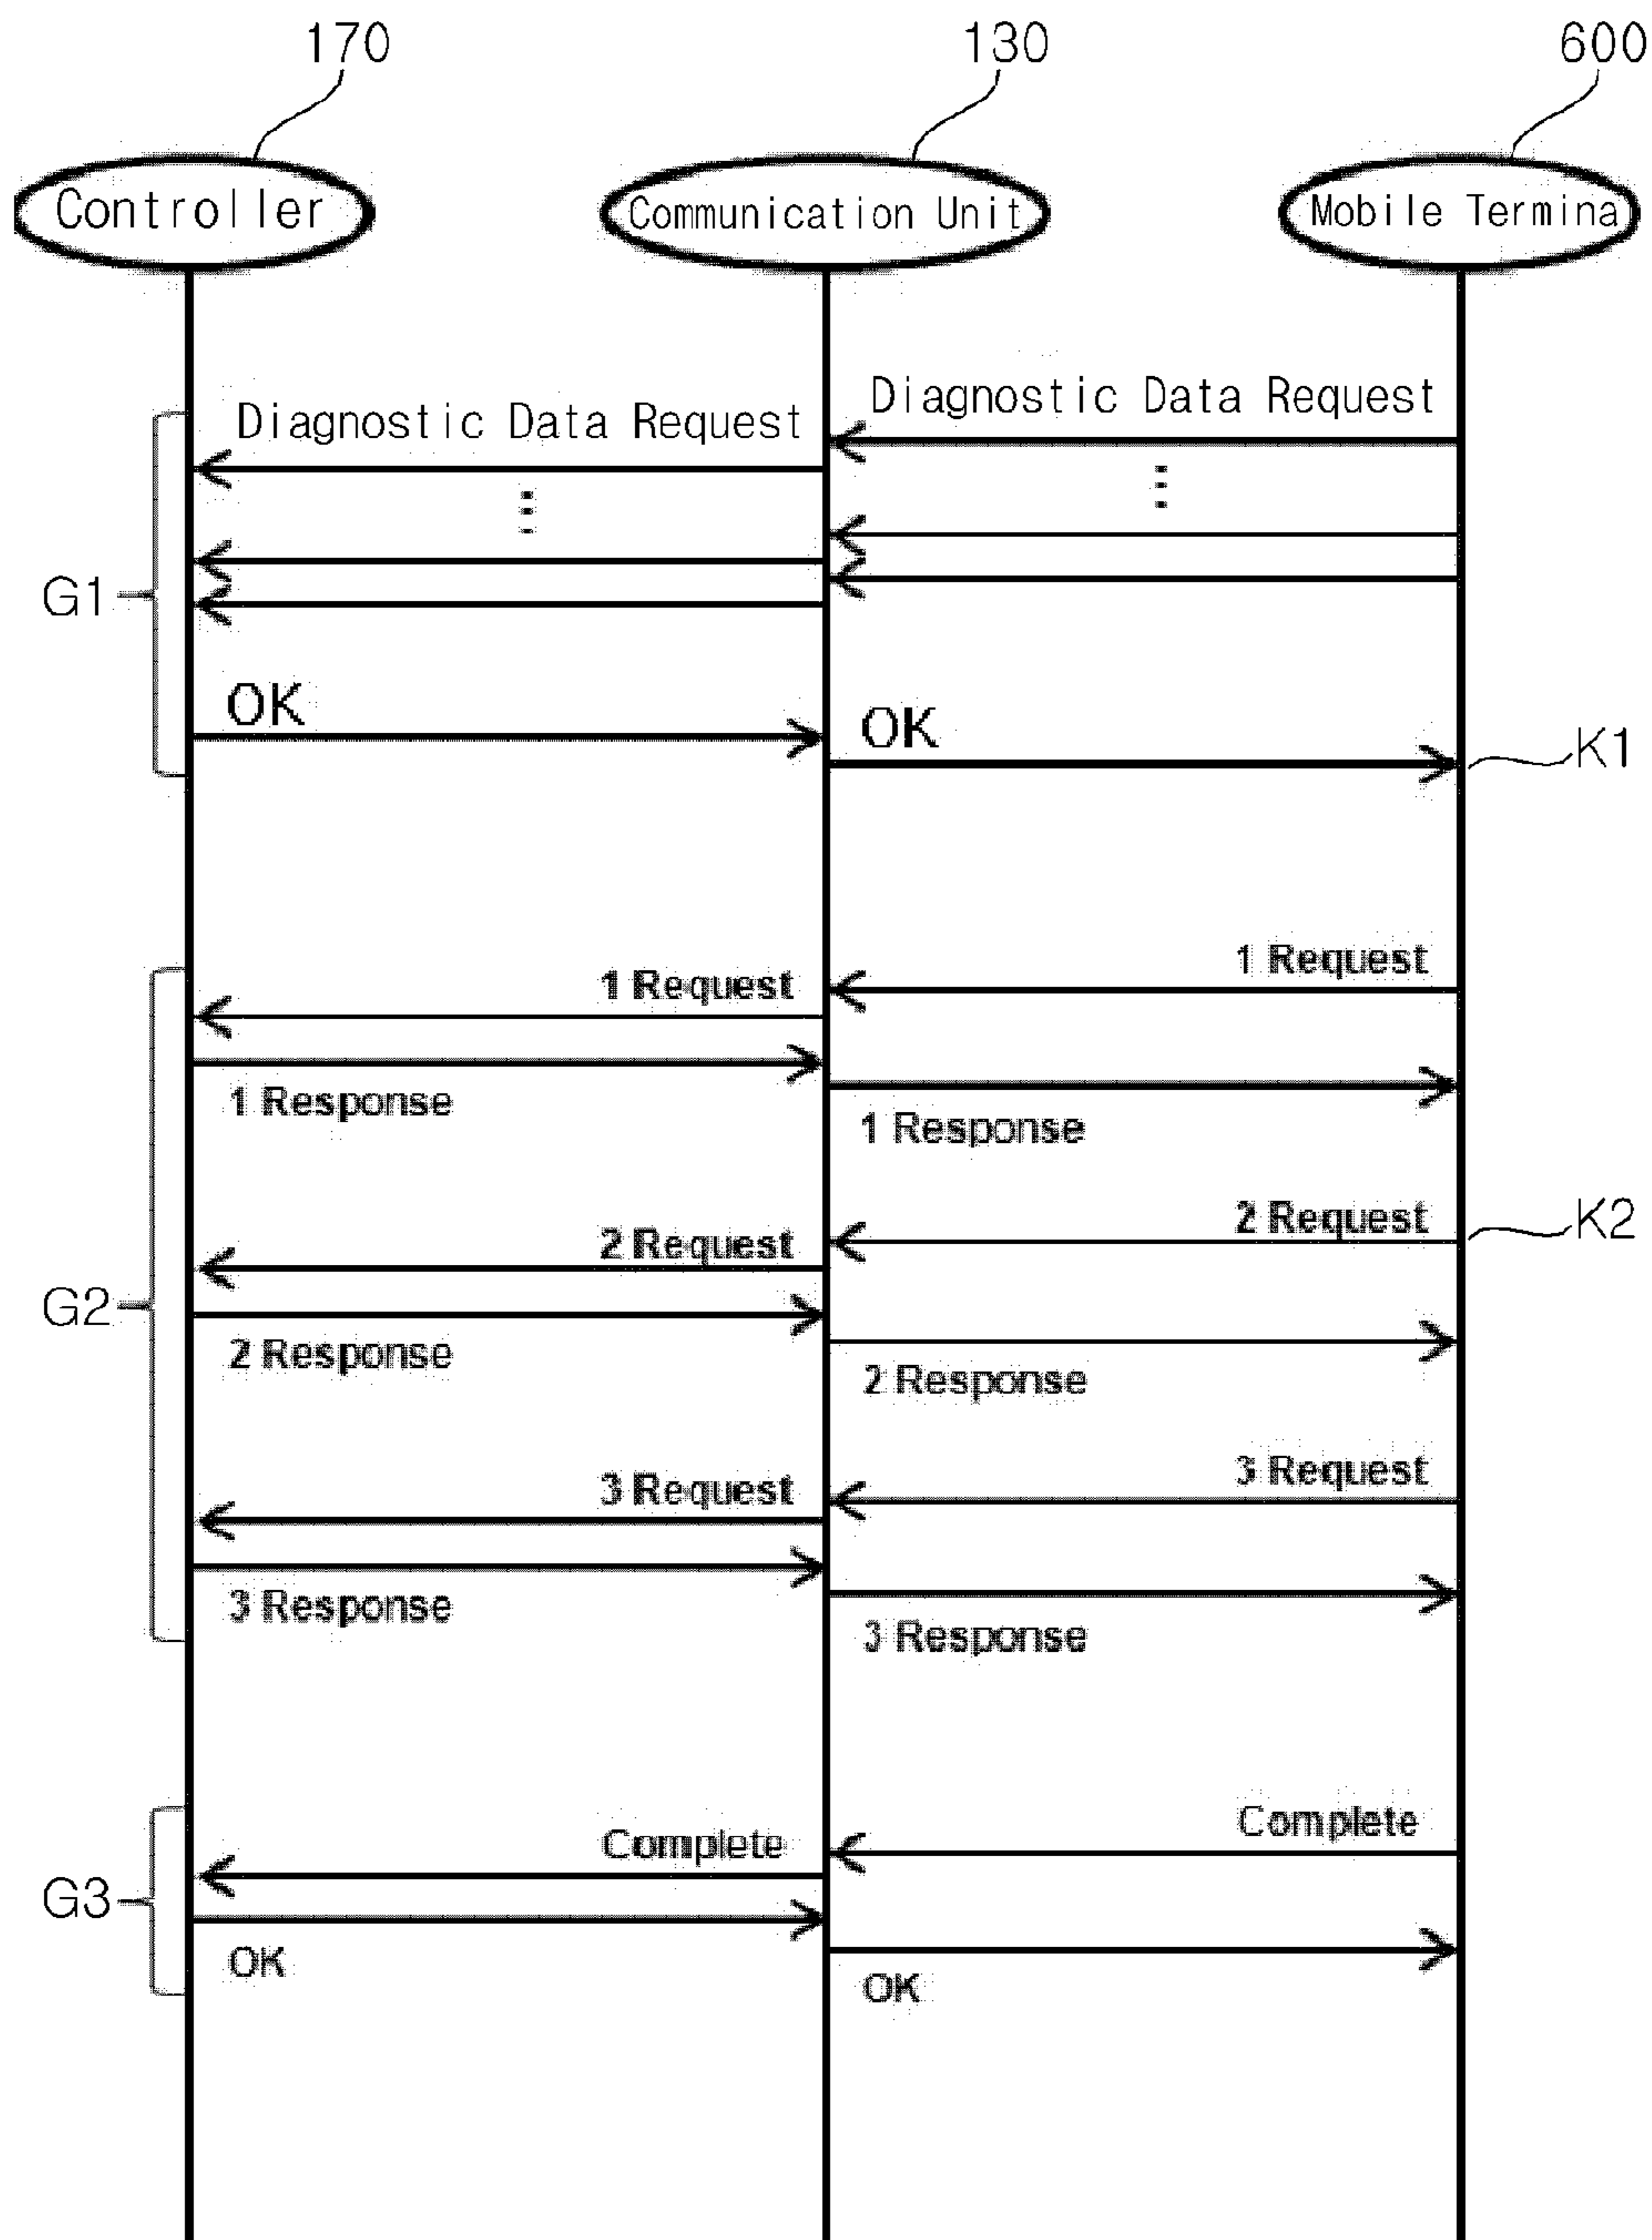 170
130
600
Controller
Communication Unit
Mobile Termina
Diagnostic Data Request
Diagnostic Data Request
G1
OK
OK
K1
1 Request
1 Request
1 Response
1 Response
2 Request
K2
2 Request
G2
2 Response
2 Response
3 Request
3 Request
3 Response
3 Response
Complete
Complete
G3
OK
OK